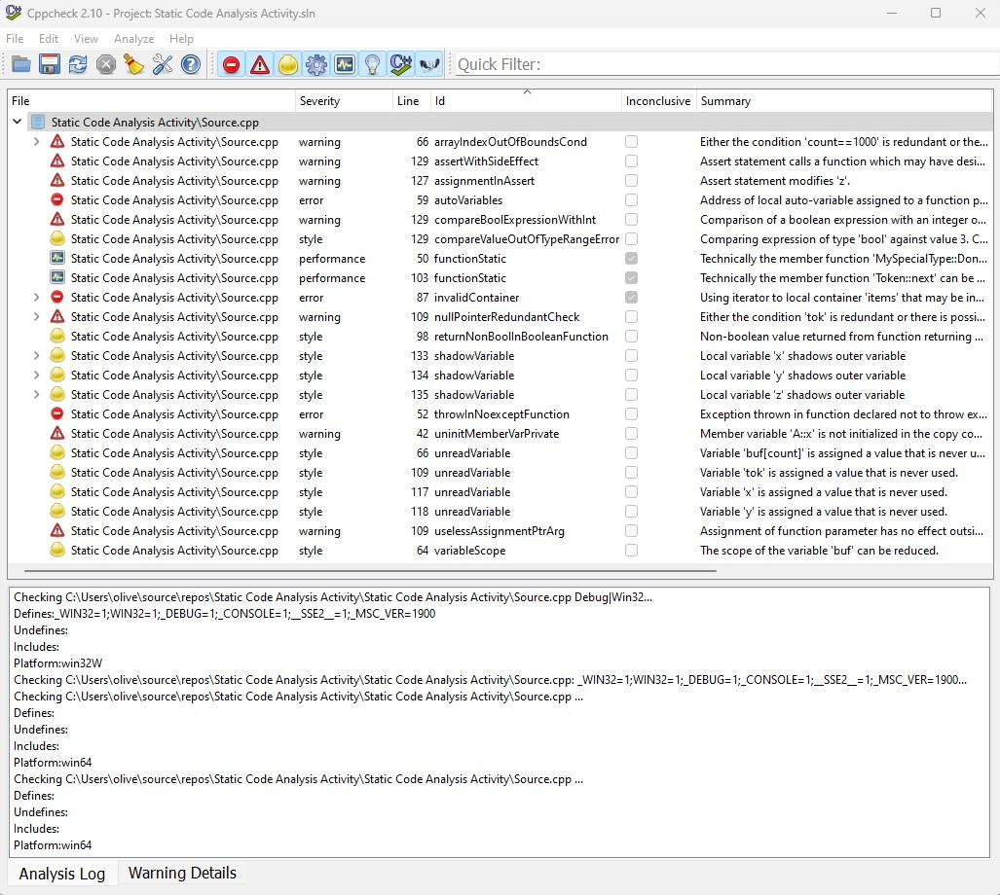 Cppcheck 2.10 - Project: Static Code Analysis Activity.sln
File Edit View Analyze Help
Quick Filter:
File Severity Line Id Inconclusive Summary
Static Code Analysis Activity\Source.cpp
Static Code Analysis Activity\Source.cpp warning 66 arrayIndexOutOfBoundsCond Either the condition 'count==1000' is redundant or the...
Static Code Analysis Activity\Source.cpp warning 129 assertWithSideEffect Assert statement calls a function which may have desi...
Static Code Analysis Activity\Source.cpp warning 127 assignmentInAssert Assert statement modifies 'z'.
Static Code Analysis Activity\Source.cpp error 59 autoVariables Address of local auto-variable assigned to a function p...
Static Code Analysis Activity\Source.cpp warning 129 compareBoolExpressionWithInt Comparison of a boolean expression with an integer o...
Static Code Analysis Activity\Source.cpp style 129 compareValueOutOfTypeRangeError Comparing expression of type 'bool' against value 3. C...
Static Code Analysis Activity\Source.cpp performance 50 functionStatic Technically the member function 'MySpecialType::Don...
Static Code Analysis Activity\Source.cpp performance 103 functionStatic Technically the member function 'Token::next' can be ...
Static Code Analysis Activity\Source.cpp error 87 invalidContainer Using iterator to local container 'items' that may be in...
Static Code Analysis Activity\Source.cpp warning 109 nullPointerRedundantCheck Either the condition 'tok' is redundant or there is possi...
Static Code Analysis Activity\Source.cpp style 98 returnNonBoolInBooleanFunction Non-boolean value returned from function returning ...
Static Code Analysis Activity\Source.cpp style 133 shadowVariable Local variable 'x' shadows outer variable
Static Code Analysis Activity\Source.cpp style 134 shadowVariable Local variable 'y' shadows outer variable
Static Code Analysis Activity\Source.cpp style 135 shadowVariable Local variable 'z' shadows outer variable
Static Code Analysis Activity\Source.cpp error 52 throwInNoexceptFunction Exception thrown in function declared not to throw ex...
Static Code Analysis Activity\Source.cpp warning 42 uninitMemberVarPrivate Member variable 'A::x' is not initialized in the copy co...
Static Code Analysis Activity\Source.cpp style 66 unreadVariable Variable 'buf[count]' is assigned a value that is never u...
Static Code Analysis Activity\Source.cpp style 109 unreadVariable Variable 'tok' is assigned a value that is never used.
Static Code Analysis Activity\Source.cpp style 117 unreadVariable Variable 'x' is assigned a value that is never used.
Static Code Analysis Activity\Source.cpp style 118 unreadVariable Variable 'y' is assigned a value that is never used.
Static Code Analysis Activity\Source.cpp warning 109 uselessAssignmentPtrArg Assignment of function parameter has no effect outsi...
Static Code Analysis Activity\Source.cpp style 64 variableScope The scope of the variable 'buf' can be reduced.
Checking C:\Users\olive\source\repos\Static Code Analysis Activity\Static Code Analysis Activity\Source.cpp Debug|Win32...
Defines:_WIN32=1;WIN32=1;_DEBUG=1;_CONSOLE=1;__SSE2__=1;_MSC_VER=1900
Undefines:
Includes:
Platform:win32W
Checking C:\Users\olive\source\repos\Static Code Analysis Activity\Static Code Analysis Activity\Source.cpp: _WIN32=1;WIN32=1;_DEBUG=1;_CONSOLE=1;__SSE2__=1;_MSC_VER=1900...
Checking C:\Users\olive\source\repos\Static Code Analysis Activity\Static Code Analysis Activity\Source.cpp ...
Defines:
Undefines:
Includes:
Platform:win64
Checking C:\Users\olive\source\repos\Static Code Analysis Activity\Static Code Analysis Activity\Source.cpp ...
Defines:
Undefines:
Includes:
Platform:win64
Analysis Log Warning Details